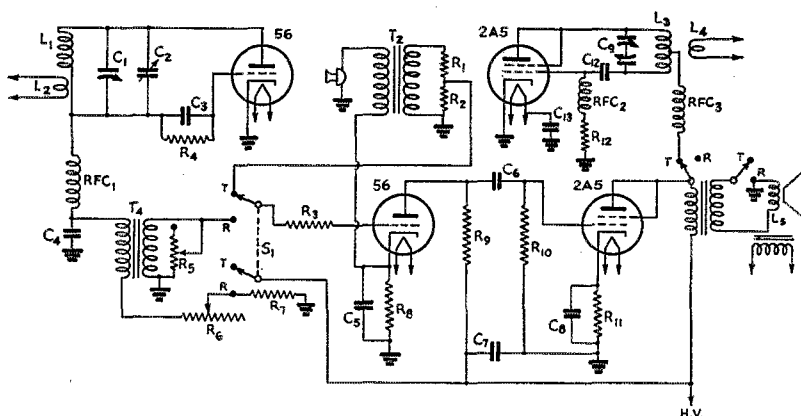 56
T2
2A5
L3
L4
L1
C1
C2
C9
C12
R1
R2
L2
C3
R4
C13
RFC2
R12
RFC3
RFC1
T
R
T
R
T4
T
C4
R5
R
S1
R3
56
C6
2A5
L5
R9
R10
T
R
R7
R6
C5
R8
C7
C8
R11
H.V.